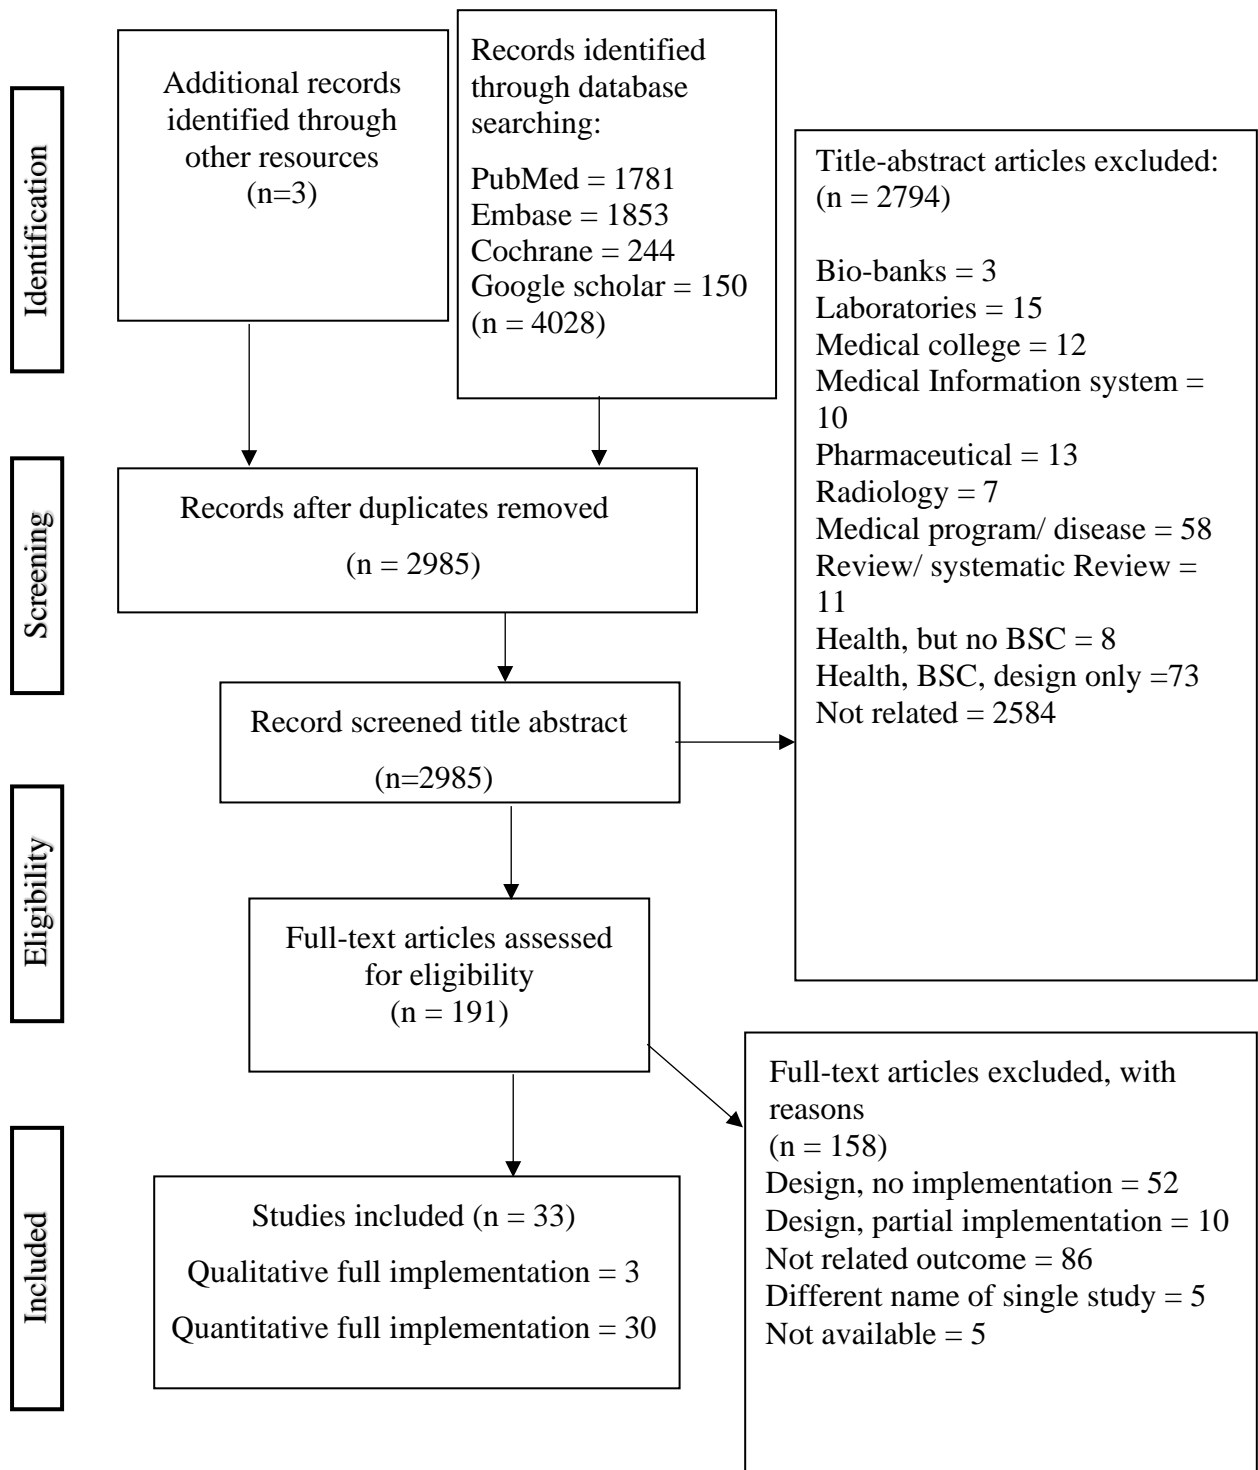 Identification
Additional records
identified through
other resources
(n=3)
Records identified
through database
searching:
PubMed = 1781
Embase = 1853
Cochrane = 244
Google scholar = 150
(n = 4028)
Title-abstract articles excluded:
(n = 2794)
Bio-banks = 3
Laboratories = 15
Medical college = 12
Medical Information system =
10
Pharmaceutical = 13
Radiology = 7
Medical program/ disease = 58
Review/ systematic Review =
11
Health, but no BSC = 8
Health, BSC, design only =73
Not related = 2584
Screening
Records after duplicates removed
(n = 2985)
Record screened title abstract
(n=2985)
Eligibility
Full-text articles assessed
for eligibility
(n = 191)
Full-text articles excluded, with
reasons
(n = 158)
Design, no implementation = 52
Design, partial implementation = 10
Not related outcome = 86
Different name of single study = 5
Not available = 5
Included
Studies included (n = 33)
Qualitative full implementation = 3
Quantitative full implementation = 30